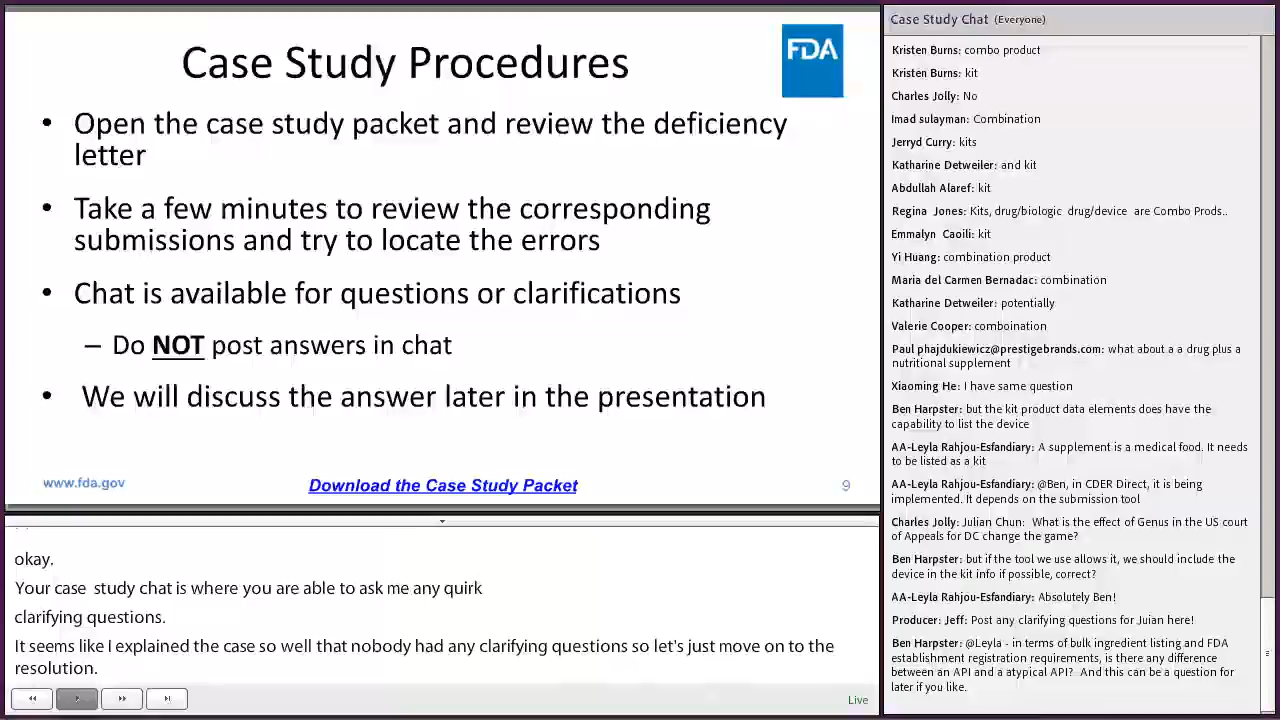 Case Study Procedures
FDA
• Open the case study packet and review the deficiency
letter
• Take a few minutes to review the corresponding
submissions and try to locate the errors
• Chat is available for questions or clarifications
– Do NOT post answers in chat
• We will discuss the answer later in the presentation
www.fda.gov
Download the Case Study Packet
9
okay.
Your case study chat is where you are able to ask me any quirk
clarifying questions.
It seems like I explained the case so well that nobody had any clarifying questions so let's just move on to the
resolution.
Live
Case Study Chat (Everyone)
Kristen Burns: combo product
Kristen Burns: kit
Charles Jolly: No
Imad sulayman: Combination
Jerryd Curry: kits
Katharine Detweiler: and kit
Abdullah Alaref: kit
Regina Jones: Kits, drug/biologic drug/device are Combo Prods..
Emmalyn Caoili: kit
Yi Huang: combination product
Maria del Carmen Bernadac: combination
Katharine Detweiler: potentially
Valerie Cooper: comboination
Paul phajdukiewicz@prestigebrands.com: what about a a drug plus a
nutritional supplement
Xiaoming He: I have same question
Ben Harpster: but the kit product data elements does have the
capability to list the device
AA-Leyla Rahjou-Esfandiary: A supplement is a medical food. It needs
to be listed as a kit
AA-Leyla Rahjou-Esfandiary: @Ben, in CDER Direct, it is being
implemented. It depends on the submission tool
Charles Jolly: Julian Chun: What is the effect of Genus in the US court
of Appeals for DC change the game?
Ben Harpster: but if the tool we use allows it, we should include the
device in the kit info if possible, correct?
AA-Leyla Rahjou-Esfandiary: Absolutely Ben!
Producer: Jeff: Post any clarifying questions for Juian here!
Ben Harpster: @Leyla - in terms of bulk ingredient listing and FDA
establishment registration requirements, is there any difference
between an API and a atypical API? And this can be a question for
later if you like.